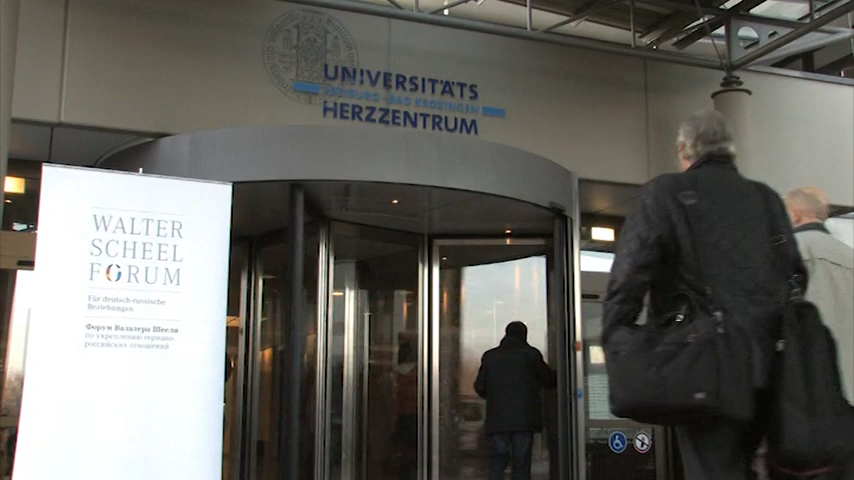 UNIVERSITÄTS
FREIBURG · BAD KROZINGEN
HERZZENTRUM
WALTER
SCHEEL
FORUM
Für deutsch-russische
Beziehungen
Форум Вальтера Шееля
по укреплению германо-
российских отношений